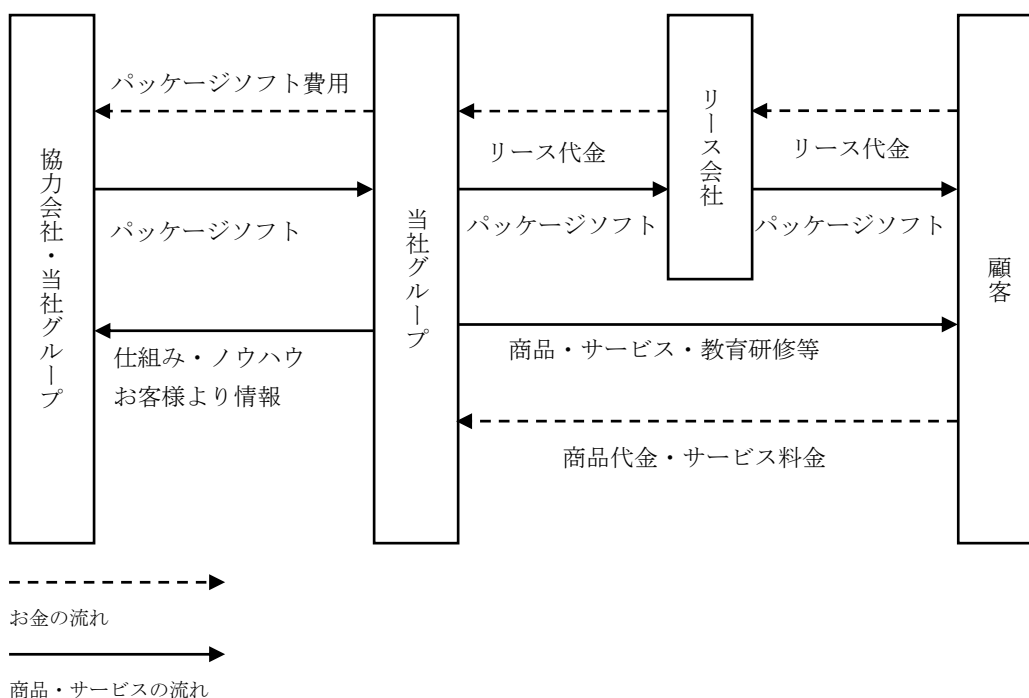 パッケージソフト費用
リース代金
リース代金
協力会社・当社グループ
パッケージソフト
当社グループ
パッケージソフト
リース会社
パッケージソフト
顧客
仕組み・ノウハウ
お客様より情報
商品・サービス・教育研修等
商品代金・サービス料金
お金の流れ
商品・サービスの流れ